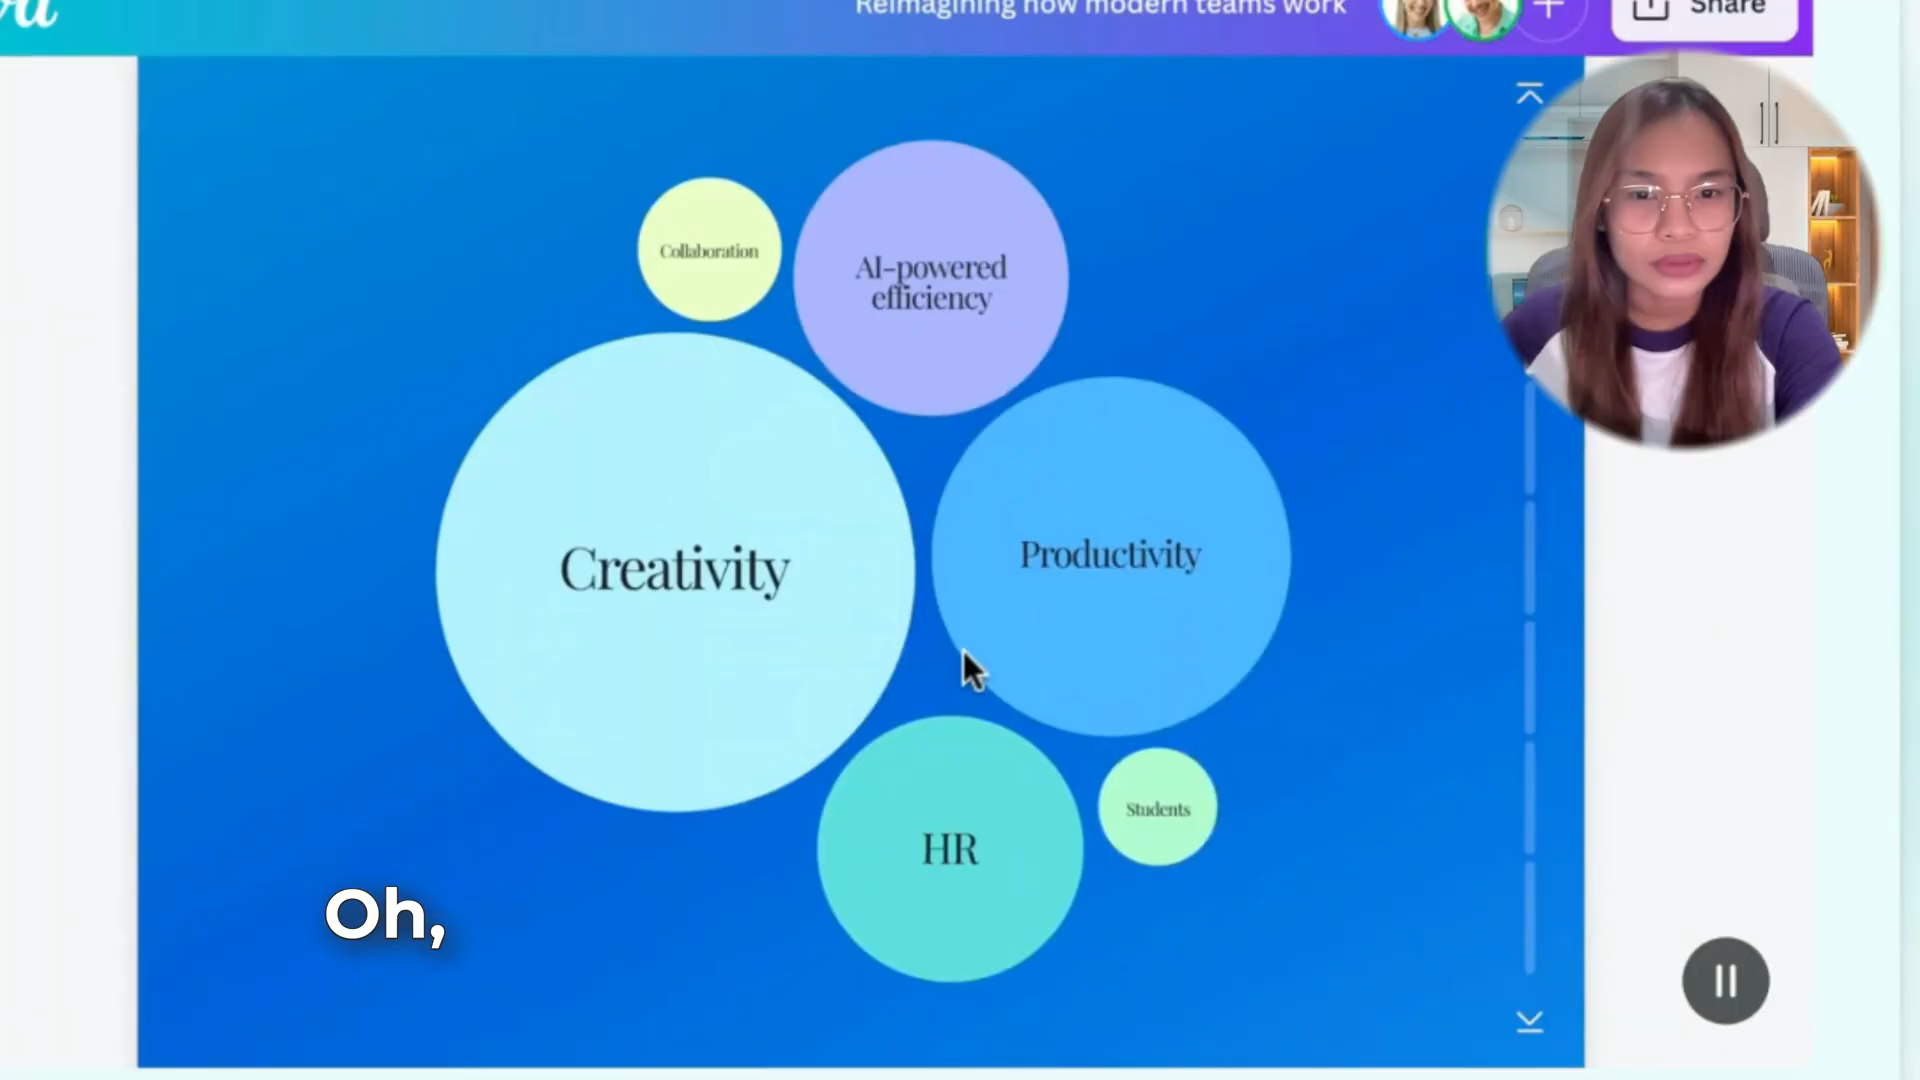 Reimagining how modern teams work
Share
Collaboration
AI-powered
efficiency
Creativity
Productivity
HR
Students
Oh,